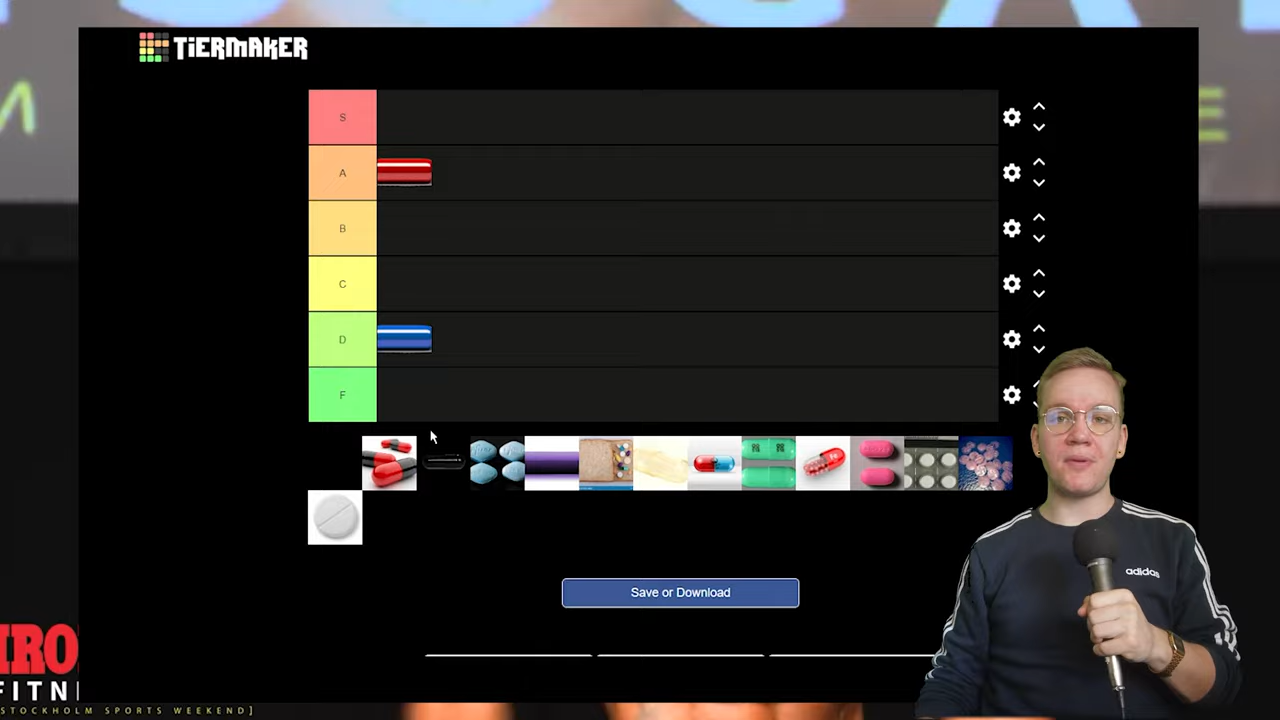 TiERMAKER
S
A
B
C
D
F
Save or Download
adidas
IRO
FITN
STOCKHOLM SPORTS WEEKEND]